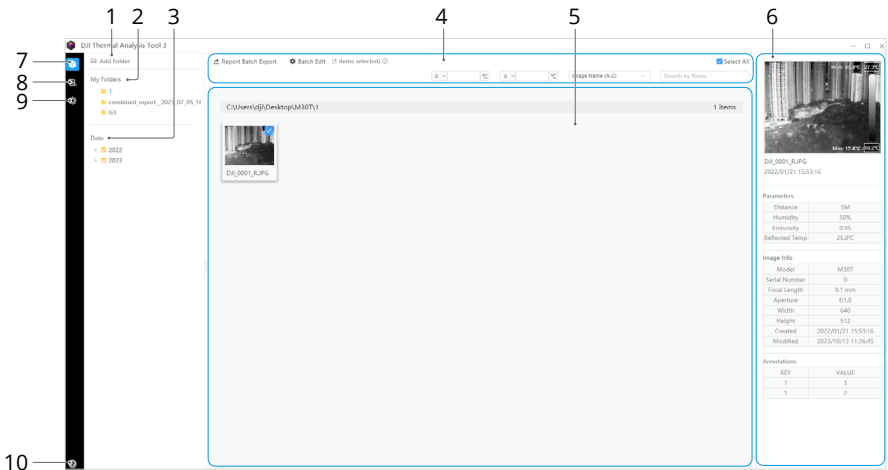 1 2 3 4 5 6
7
8
9
10
DJI Thermal Analysis Tool 3
Add Folder
My Folders
1
combined_report__2023_07_05_16
G3
Date
2022
2023
Report Batch Export Batch Edit (1 items selected) Select All
≥ °C ≤ °C Image Name (A-Z) Search by Name
C:\Users\dji\Desktop\M30T\1 1 items
DJI_0001_R.JPG
DJI_0001_R.JPG
2022/01/21 15:53:16
Parameters
Distance 5M
Humidity 50%
Emissivity 0.95
Reflected Temp 25.0°C
Image Info
Model M30T
Serial Number 0
Focal Length 9.1 mm
Aperture f/1.0
Width 640
Height 512
Created 2022/01/21 15:53:16
Modified 2023/10/13 11:36:45
Annotations
KEY VALUE
1 3
1 2